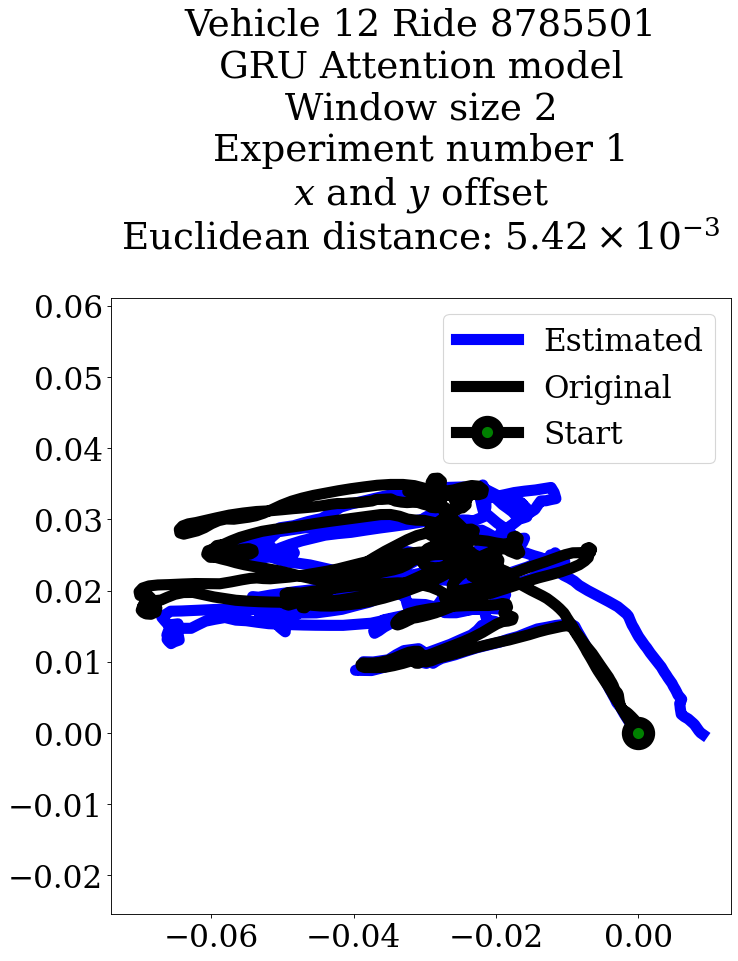 Vehicle 12 Ride 8785501
GRU Attention model
Window size 2
Experiment number 1
x and y offset
Euclidean distance: 5.42 × 10⁻³
0.06
0.05
0.04
0.03
0.02
0.01
0.00
−0.01
−0.02
Estimated
Original
Start
−0.06 −0.04 −0.02 0.00